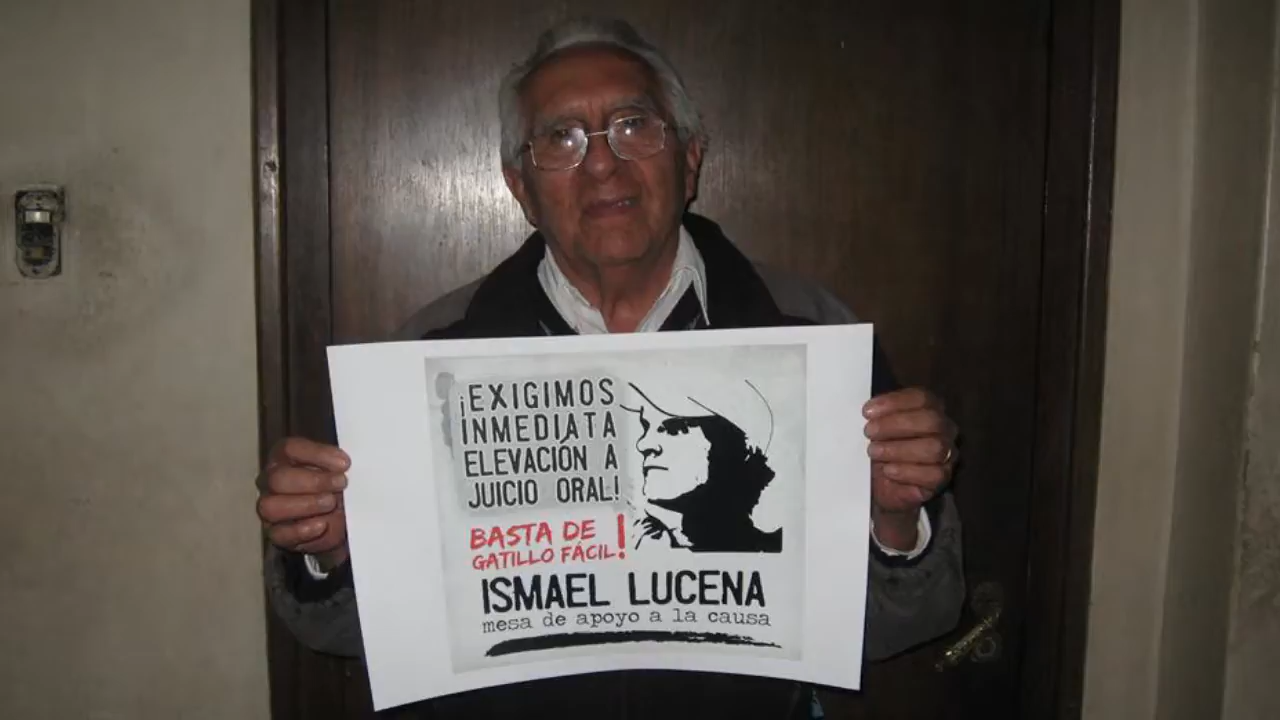 ¡EXIGIMOS
INMEDIATA
ELEVACIÓN A
JUICIO ORAL!
BASTA DE
GATILLO FÁCIL!
ISMAEL LUCENA
mesa de apoyo a la causa